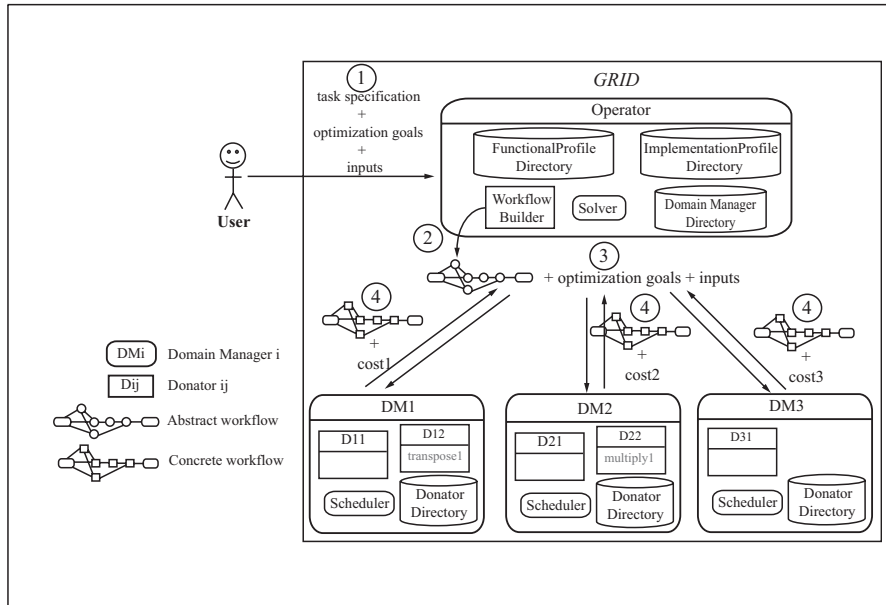 1
GRID
task specification
+
optimization goals
+
inputs
Operator
FunctionalProfile
Directory
ImplementationProfile
Directory
Workflow
Builder
Solver
Domain Manager
Directory
User
2
3
+ optimization goals + inputs
4
+
cost1
4
+
cost2
4
+
cost3
DMi Domain Manager i
Dij Donator ij
Abstract workflow
Concrete workflow
DM1
D11
D12
transpose1
Scheduler
Donator
Directory
DM2
D21
D22
multiply1
Scheduler
Donator
Directory
DM3
D31
Scheduler
Donator
Directory